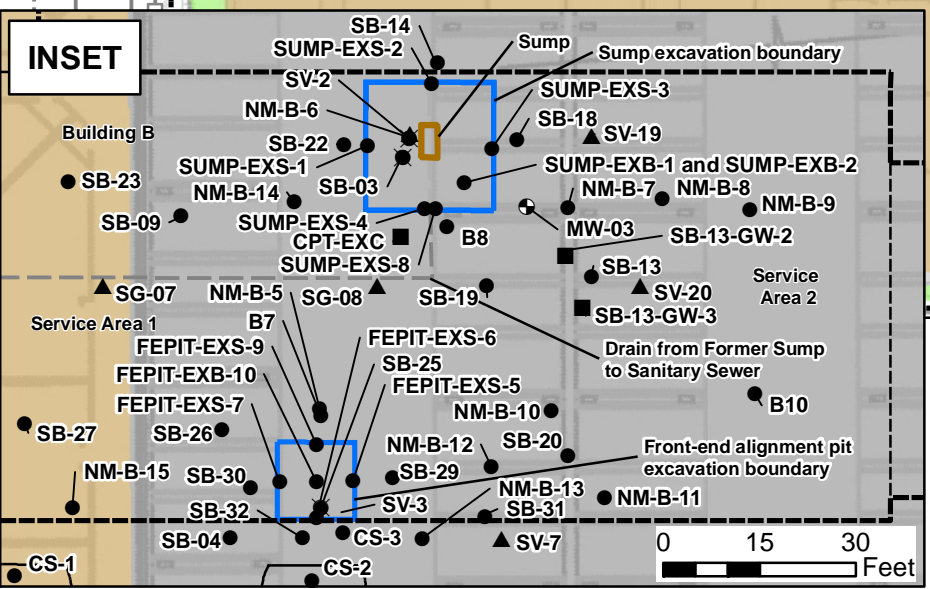 INSET
SB-14
SUMP-EXS-2
Sump
Sump excavation boundary
SV-2
SUMP-EXS-3
NM-B-6
SB-18
Building B
SB-22
SV-19
SUMP-EXS-1
SUMP-EXB-1 and SUMP-EXB-2
SB-23
SB-03
NM-B-14
NM-B-7
NM-B-8
NM-B-9
SB-09
SUMP-EXS-4
MW-03
CPT-EXC
B8
SB-13-GW-2
SUMP-EXS-8
SB-13
Service
Area 2
SG-07
NM-B-5
SG-08
SB-19
SV-20
Service Area 1
B7
SB-13-GW-3
FEPIT-EXS-9
FEPIT-EXS-6
Drain from Former Sump
to Sanitary Sewer
FEPIT-EXB-10
SB-25
FEPIT-EXS-7
FEPIT-EXS-5
B10
NM-B-10
SB-27
SB-26
NM-B-12
SB-20
Front-end alignment pit
excavation boundary
NM-B-15
SB-30
SB-29
NM-B-13
NM-B-11
SV-3
SB-32
SB-31
SB-04
CS-3
SV-7
CS-1
CS-2
0 15 30
Feet